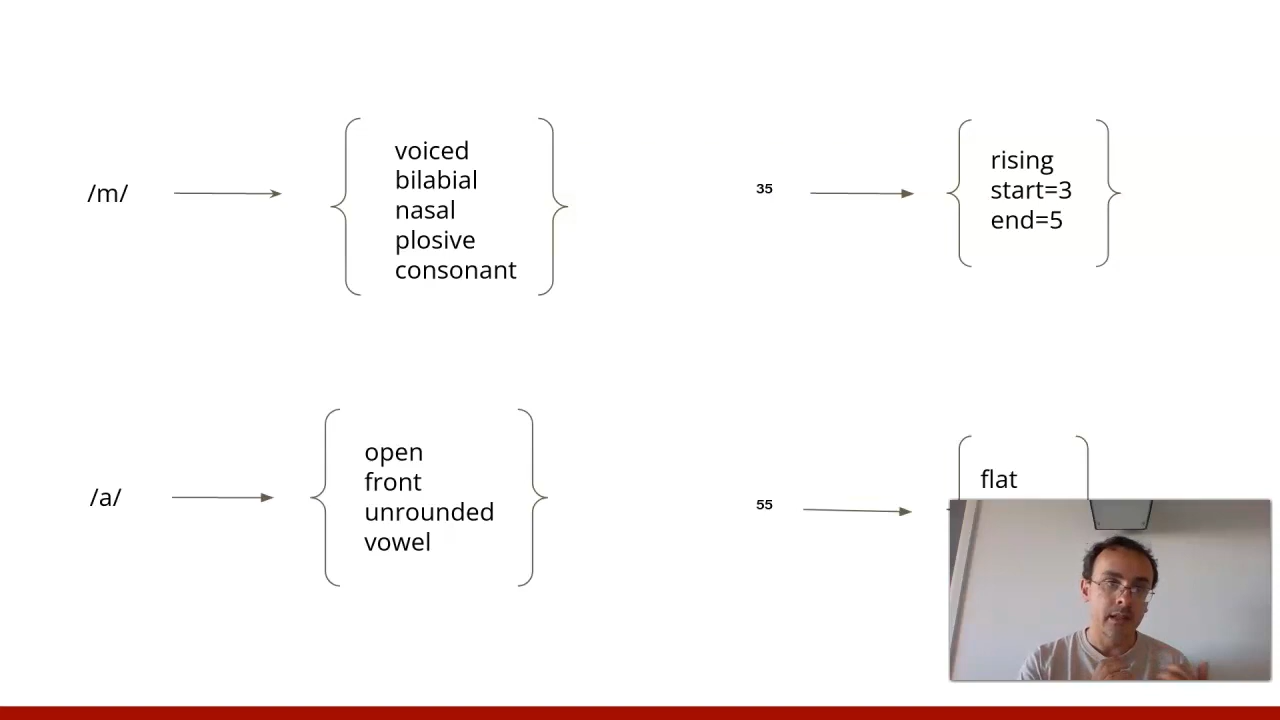 /m/
voiced
bilabial
nasal
plosive
consonant
35
rising
start=3
end=5
/a/
open
front
unrounded
vowel
55
flat